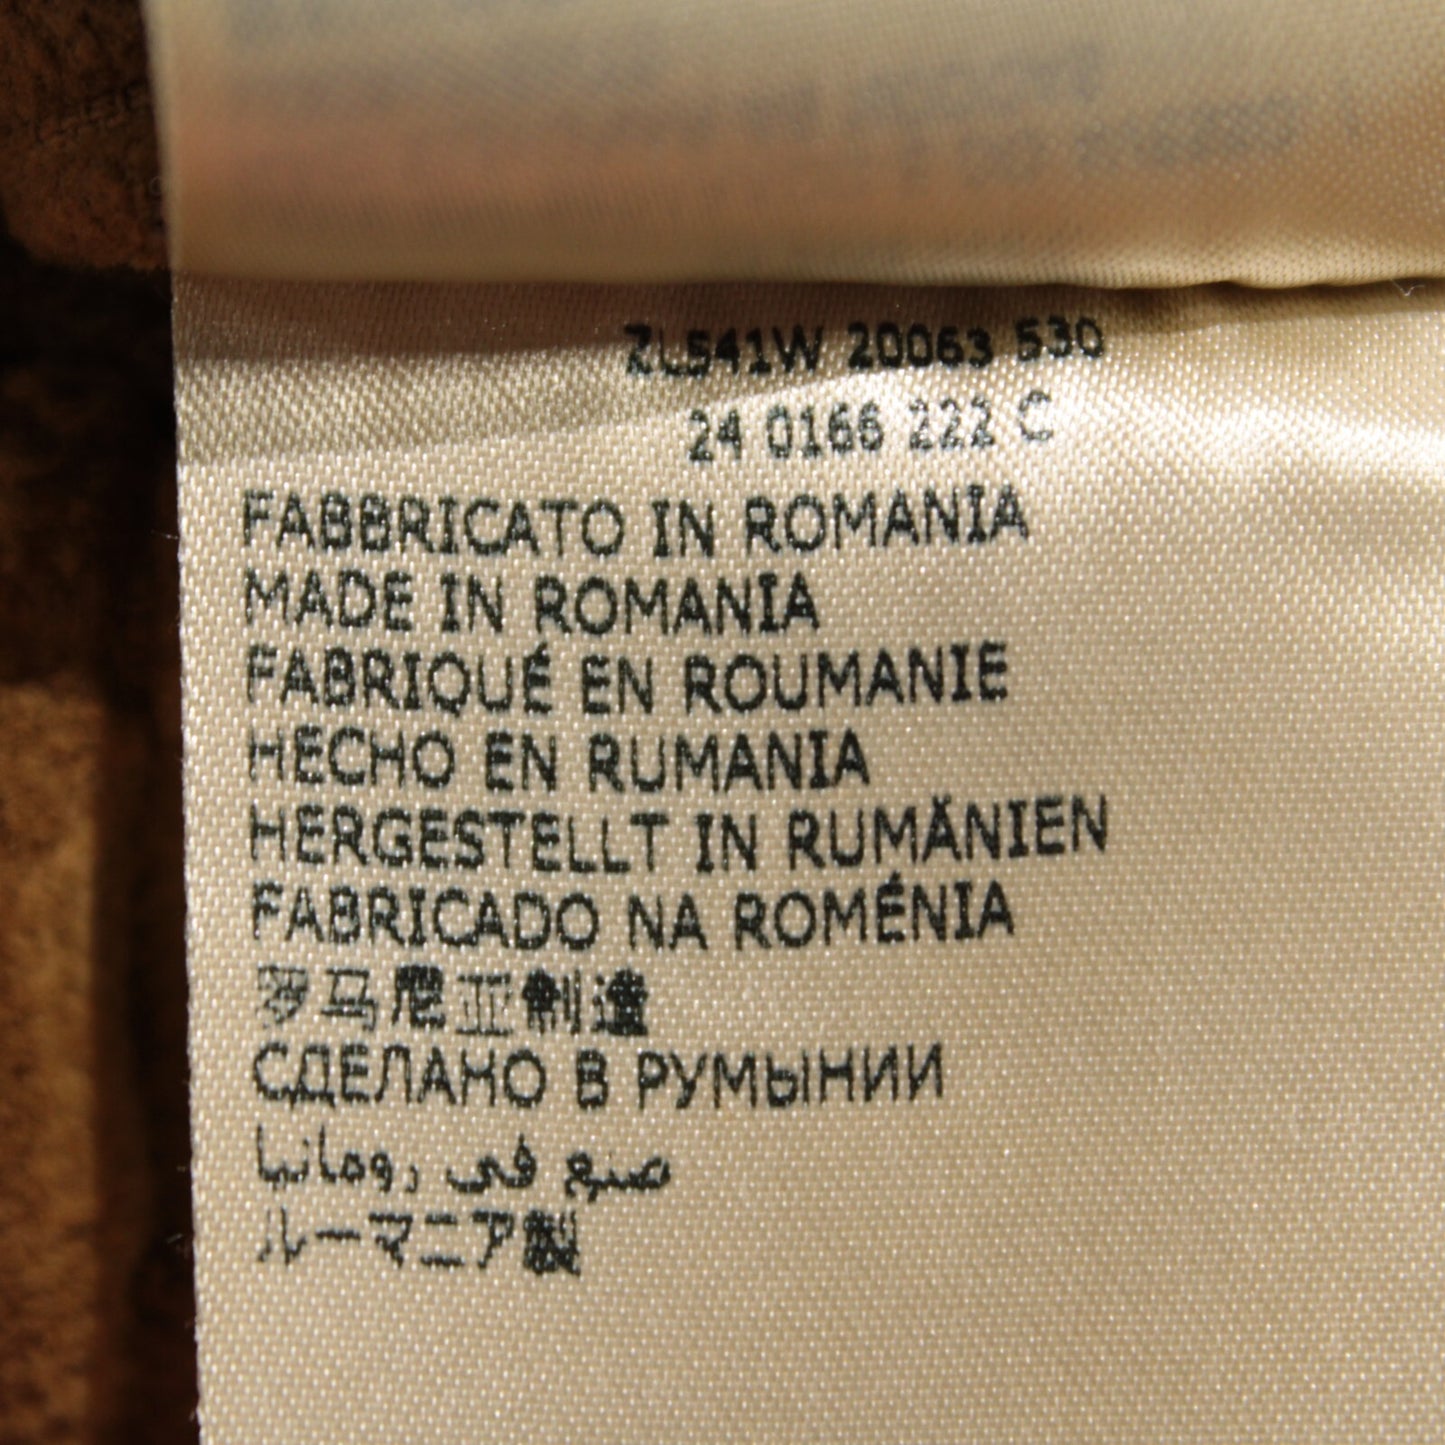 ZL541W 20063 530
24 0166 222 C
FABBRICATO IN ROMANIA
MADE IN ROMANIA
FABRIQUÉ EN ROUMANIE
HECHO EN RUMANIA
HERGESTELLT IN RUMÄNIEN
FABRICADO NA ROMÉNIA
罗马尼亚制造
СДЕЛАНО В РУМЫНИИ
صنع في رومانيا
ルーマニア製